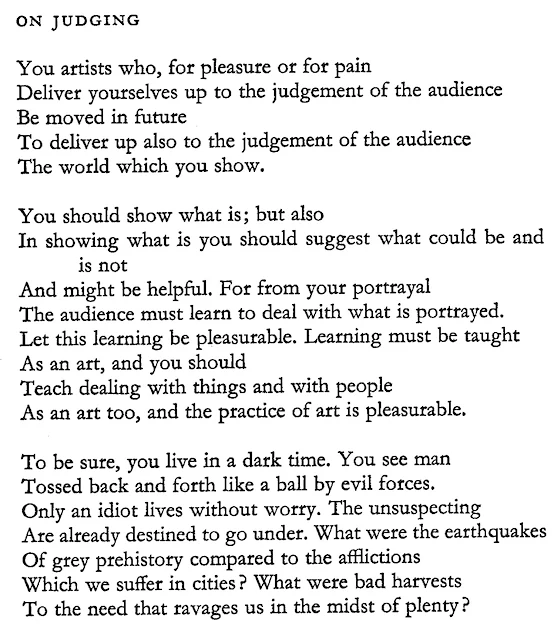 ON JUDGING
You artists who, for pleasure or for pain
Deliver yourselves up to the judgement of the audience
Be moved in future
To deliver up also to the judgement of the audience
The world which you show.
You should show what is; but also
In showing what is you should suggest what could be and
is not
And might be helpful. For from your portrayal
The audience must learn to deal with what is portrayed.
Let this learning be pleasurable. Learning must be taught
As an art, and you should
Teach dealing with things and with people
As an art too, and the practice of art is pleasurable.
To be sure, you live in a dark time. You see man
Tossed back and forth like a ball by evil forces.
Only an idiot lives without worry. The unsuspecting
Are already destined to go under. What were the earthquakes
Of grey prehistory compared to the afflictions
Which we suffer in cities? What were bad harvests
To the need that ravages us in the midst of plenty?